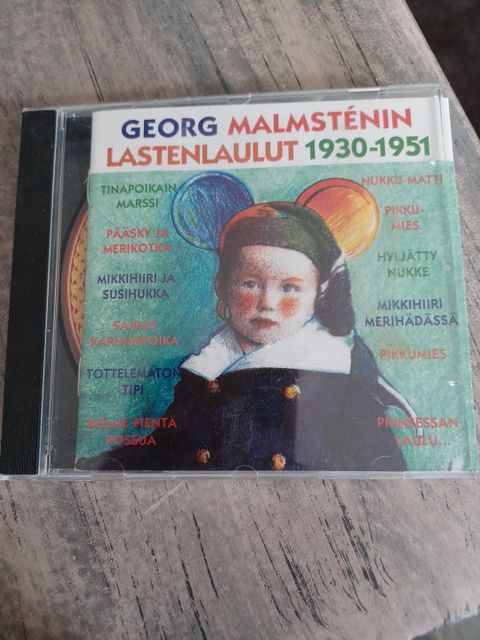 GEORG MALMSTÉNIN
LASTENLAULUT 1930-1951
TINAPOIKAIN
MARSSI
PÄÄSKY JA
MERIKOTKA
MIKKIHIIRI JA
SUSIHUKKA
SAIRAS
KARHUNPOIKA
TOTTELEMATON
TIPI
KOLME PIENTÄ
POSSUA
NUKKU-MATTI
PIKKU-
MIES
HYLJÄTTY
NUKKE
MIKKIHIIRI
MERIHÄDÄSSÄ
PIKKUMIES
PRINSESSAN
LAULU...